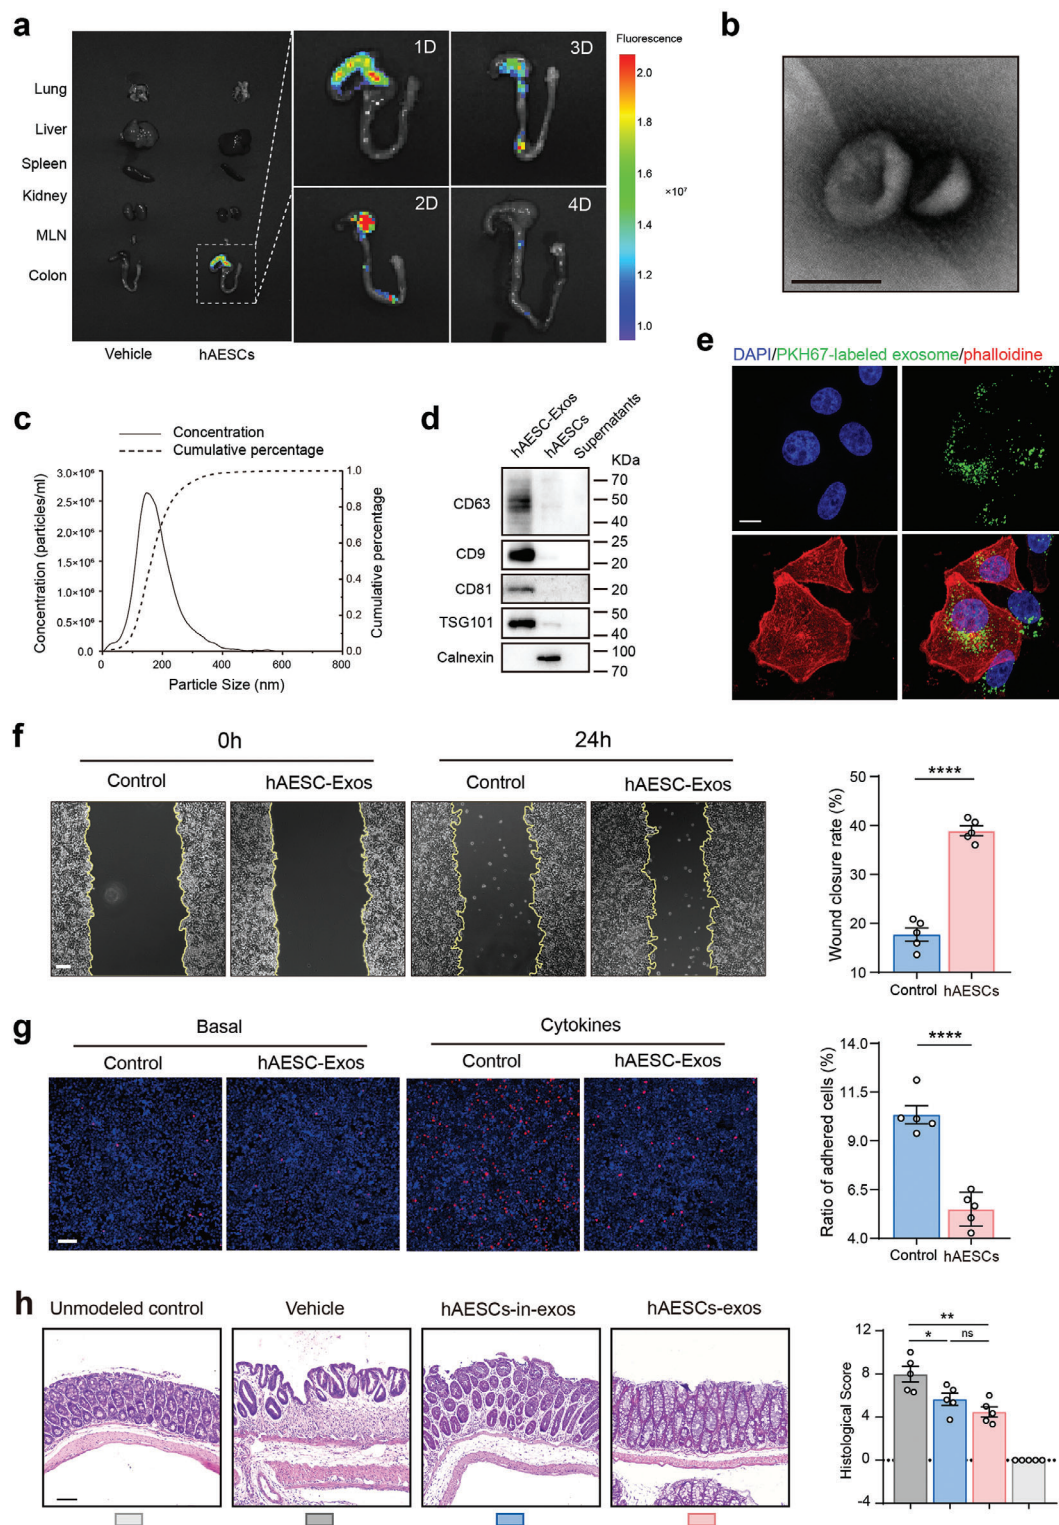 a
Lung
Liver
Spleen
Kidney
MLN
Colon
Vehicle
hAESCs
1D
3D
2D
4D
Fluorescence
2.0
1.8
1.6
×10⁷
1.4
1.2
1.0
b
c
Concentration
Cumulative percentage
Concentration (particles/ml)
3.0×10⁶
2.5×10⁶
2.0×10⁶
1.5×10⁶
1.0×10⁶
0.5×10⁶
0.0
1.0
0.8
0.6
0.4
0.2
0.0
Cumulative percentage
0
200
400
600
800
Particle Size (nm)
d
hAESC-Exos
hAESCs
Supernatants
KDa
CD63
70
50
40
CD9
25
20
CD81
20
TSG101
50
40
Calnexin
100
70
e
DAPI/PKH67-labeled exosome/phalloidine
f
0h
24h
Control
hAESC-Exos
Control
hAESC-Exos
Wound closure rate (%)
50
40
30
20
10
****
Control
hAESCs
g
Basal
Cytokines
Control
hAESC-Exos
Control
hAESC-Exos
Ratio of adhered cells (%)
14.0
11.5
9.0
6.5
4.0
****
Control
hAESCs
h
Unmodeled control
Vehicle
hAESCs-in-exos
hAESCs-exos
Histological Score
12
8
4
0
-4
**
*
ns